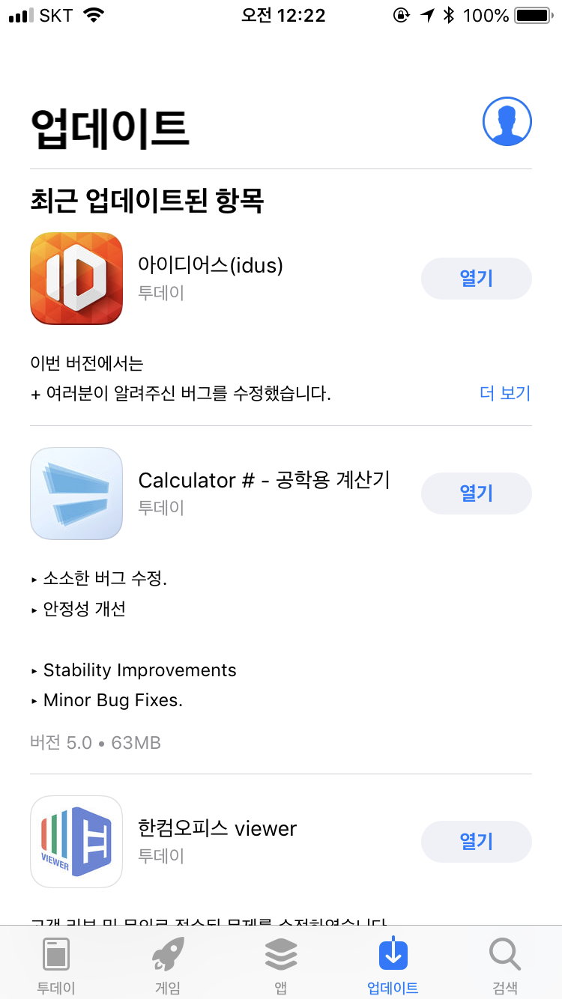 SKT 오전 12:22 100%
업데이트
최근 업데이트된 항목
아이디어스(idus)
투데이
열기
이번 버전에서는
+ 여러분이 알려주신 버그를 수정했습니다.
더 보기
Calculator # - 공학용 계산기
투데이
열기
‣ 소소한 버그 수정.
‣ 안정성 개선
‣ Stability Improvements
‣ Minor Bug Fixes.
버전 5.0 • 63MB
VIEWER
한컴오피스 viewer
투데이
열기
투데이 게임 앱 업데이트 검색